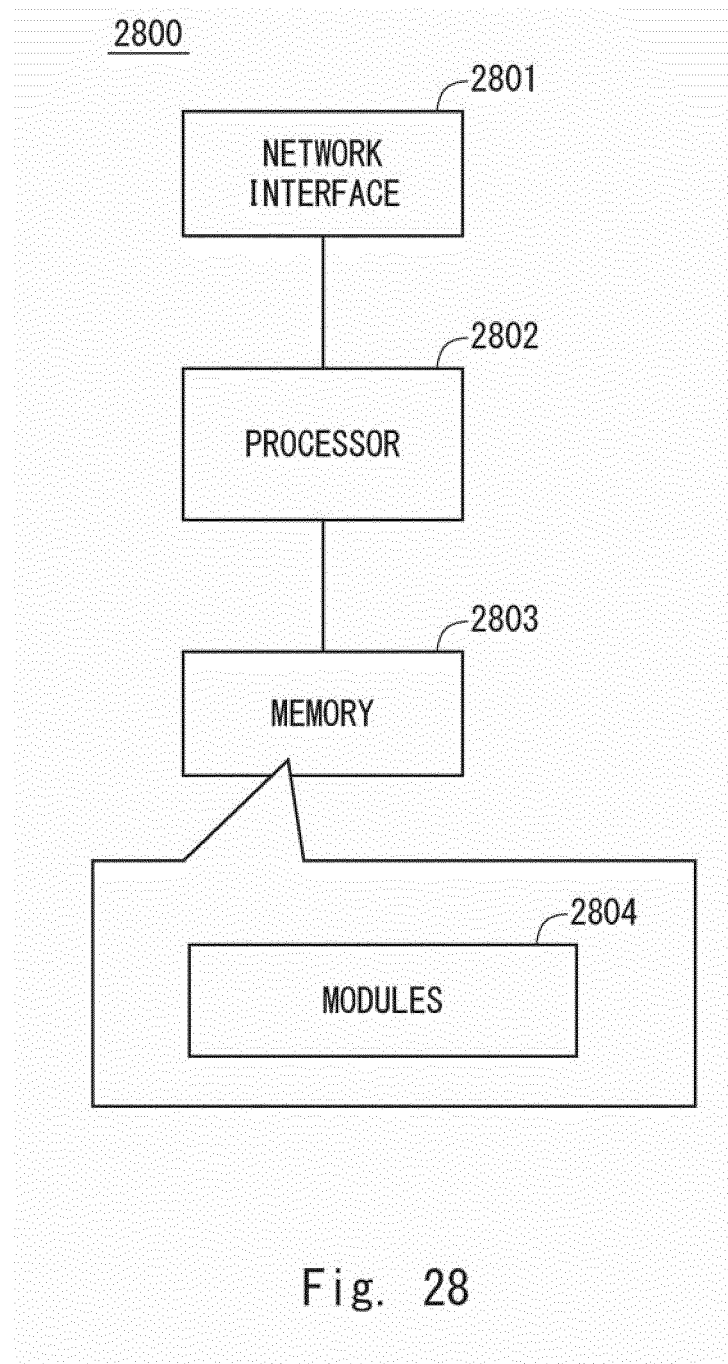 2800
2801
NETWORK
INTERFACE
2802
PROCESSOR
2803
MEMORY
2804
MODULES
Fig. 28